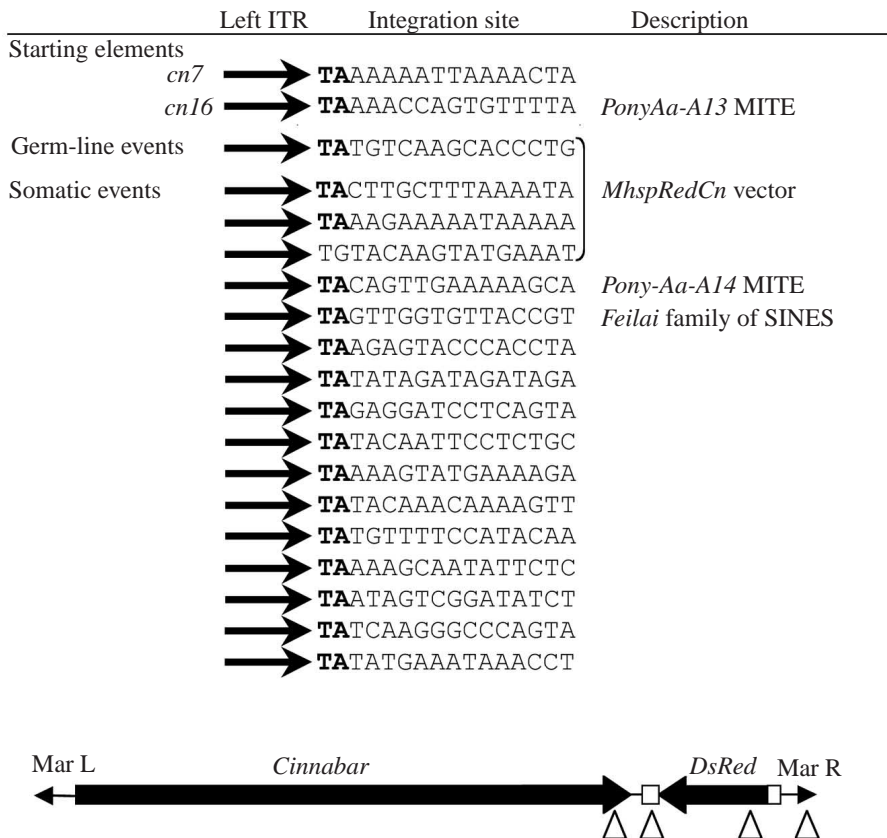 Left ITR Integration site Description
Starting elements
cn7 TAAAAAATTAAAACTA
cn16 TAAAACCAGTGTTTTA PonyAa-A13 MITE
Germ-line events TATGTCAAGCACCCTG
Somatic events TACTTGCTTTAAAATA MhspRedCn vector
TAAAGAAAAATAAAAA
TGTACAAGTATGAAAT
TACAGTTGAAAAAGCA Pony-Aa-A14 MITE
TAGTTGGTGTTACCGT Feilai family of SINES
TAAGAGTACCCACCTA
TATATAGATAGATAGA
TAGAGGATCCTCAGTA
TATACAATTCCTCTGC
TAAAAGTATGAAAAGA
TATACAAACAAAAGTT
TATGTTTTCCATACAA
TAAAAGCAATATTCTC
TAATAGTCGGATATCT
TATCAAGGGCCCAGTA
TATATGAAATAAACCT
Mar L Cinnabar DsRed Mar R